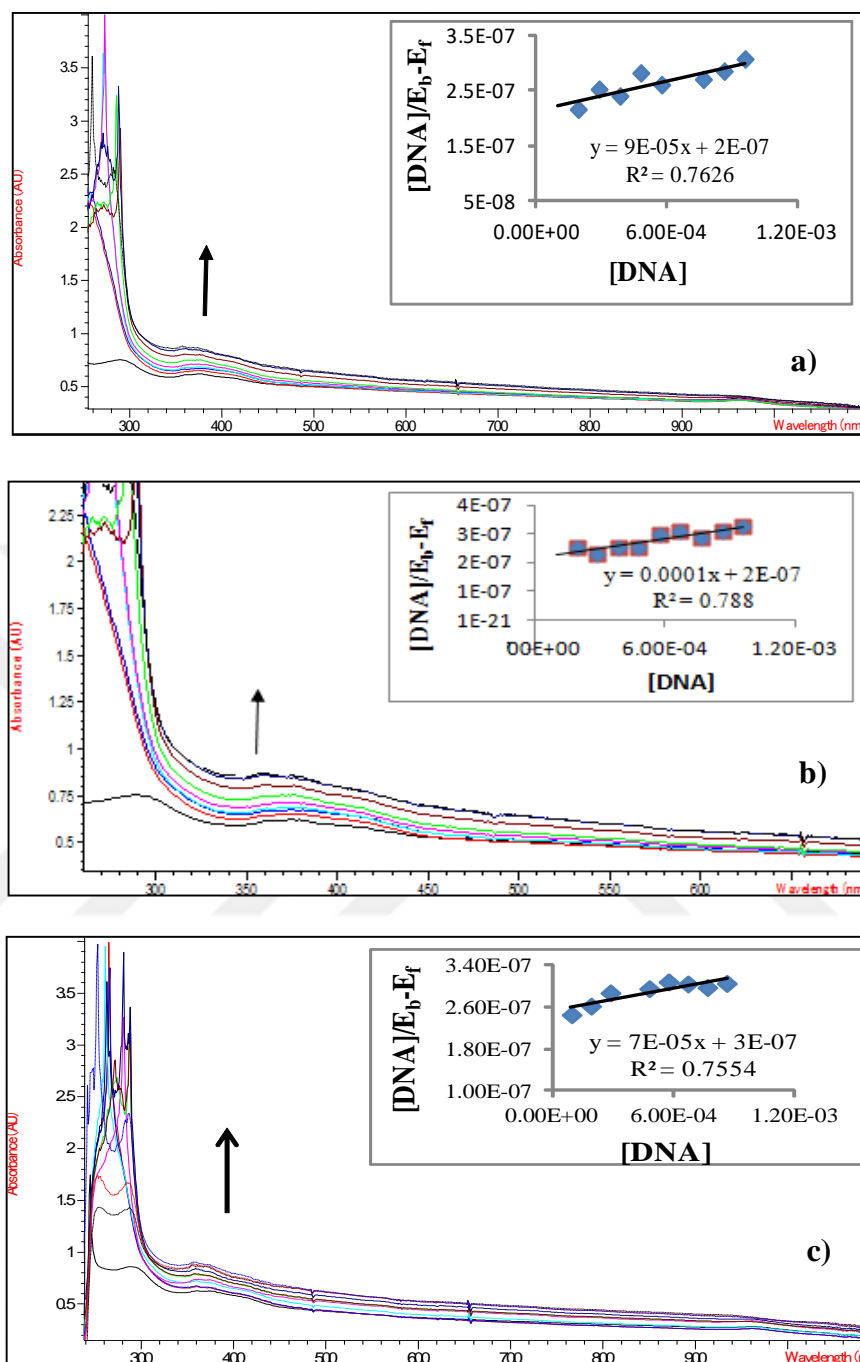 3.5
3
2.5
2
1.5
1
0.5
Absorbance (AU)
300 400 500 600 700 800 900
Wavelength (nm
3.5E-07
2.5E-07
1.5E-07
5E-08
[DNA]/E_b-E_f
y = 9E-05x + 2E-07
R² = 0.7626
0.00E+00 6.00E-04 1.20E-03
[DNA]
a)
2.25
2
1.75
1.5
1.25
1
0.75
0.5
Absorbance (AU)
300 350 400 450 500 550 600
Wavelength (nm
4E-07
3E-07
2E-07
1E-07
1E-21
[DNA]/E_b-E_f
y = 0.0001x + 2E-07
R² = 0.788
00E+00 6.00E-04 1.20E-03
[DNA]
b)
3.5
3
2.5
2
1.5
1
0.5
Absorbance (AU)
300 400 500 600 700 800 900
Wavelength (nm
3.40E-07
2.60E-07
1.80E-07
1.00E-07
[DNA]/E_b-E_f
y = 7E-05x + 3E-07
R² = 0.7554
0.00E+00 6.00E-04 1.20E-03
[DNA]
c)